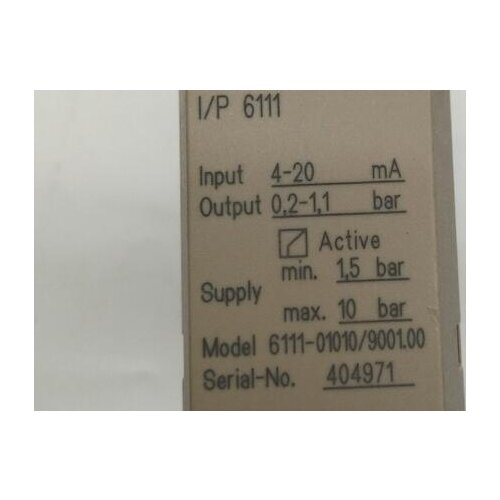 I/P 6111
Input 4-20 mA
Output 0,2-1,1 bar
Active
min. 1,5 bar
Supply
max. 10 bar
Model 6111-01010/9001.00
Serial-No. 404971